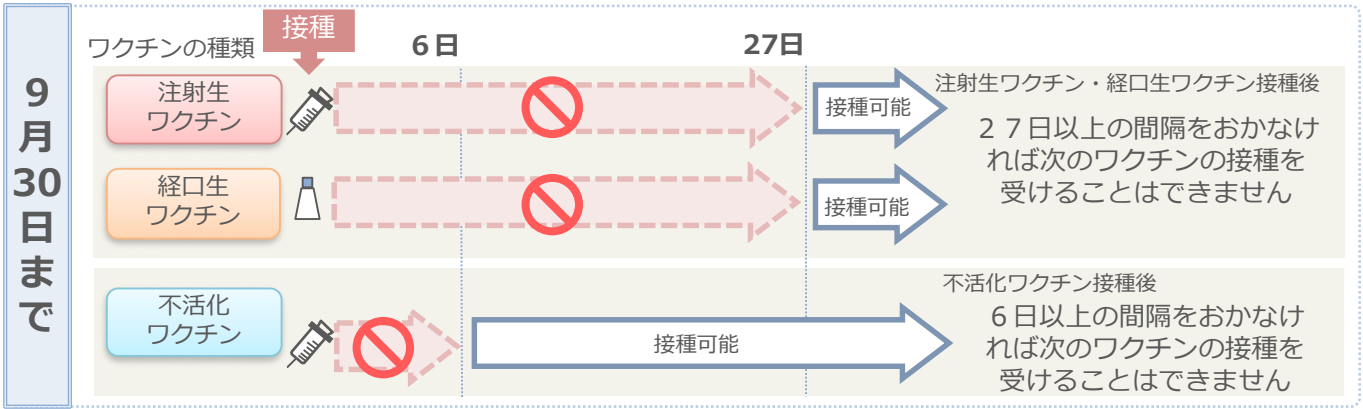 9
月
30
日
ま
で
ワクチンの種類
接種
6日
27日
注射生
ワクチン
接種可能
経口生
ワクチン
接種可能
注射生ワクチン・経口生ワクチン接種後
27日以上の間隔をおかなけ
れば次のワクチンの接種を
受けることはできません
不活化
ワクチン
接種可能
不活化ワクチン接種後
6日以上の間隔をおかなけ
れば次のワクチンの接種を
受けることはできません